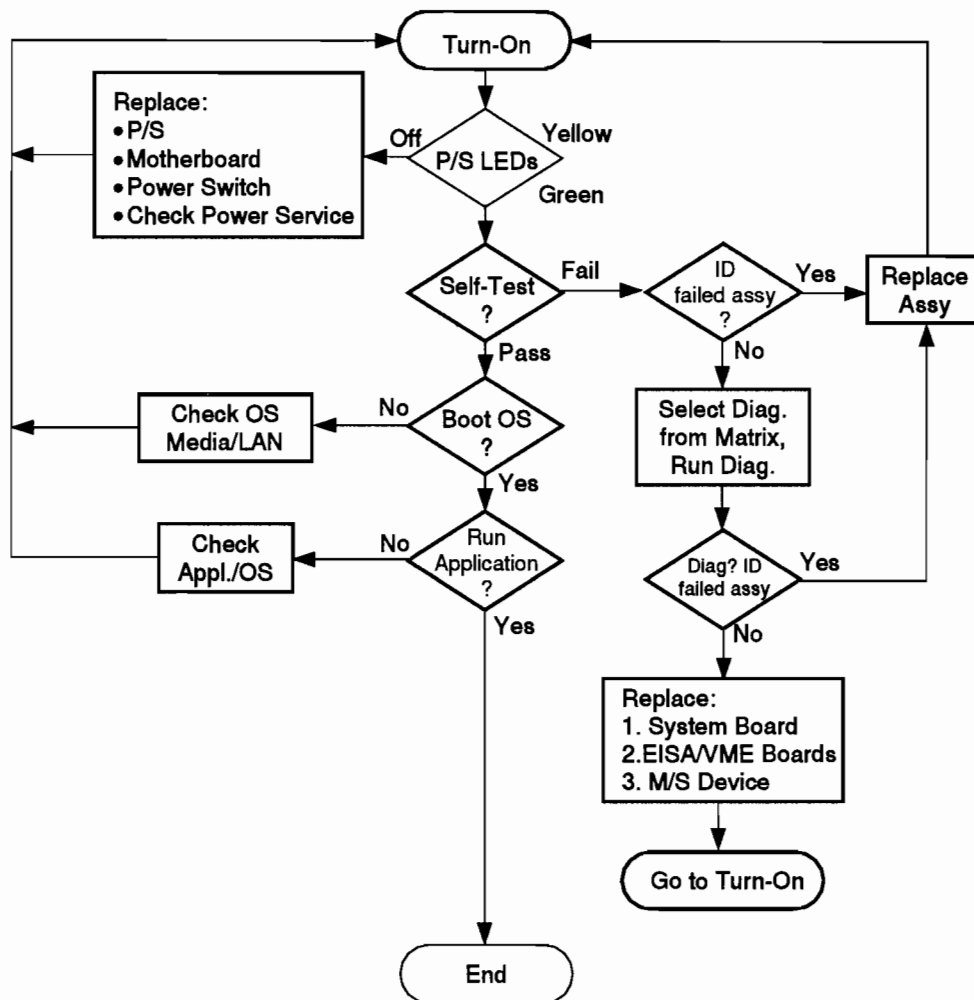 Turn-On
Replace:
•P/S
•Motherboard
•Power Switch
•Check Power Service
Off
Yellow
P/S LEDs
Green
Self-Test
?
Fail
ID
failed assy
?
Yes
Replace
Assy
Pass
No
Check OS
Media/LAN
No
Boot OS
?
Select Diag.
from Matrix,
Run Diag.
Yes
Check
Appl./OS
No
Run
Application
?
Diag? ID
failed assy
Yes
Yes
No
Replace:
1. System Board
2.EISA/VME Boards
3. M/S Device
Go to Turn-On
End